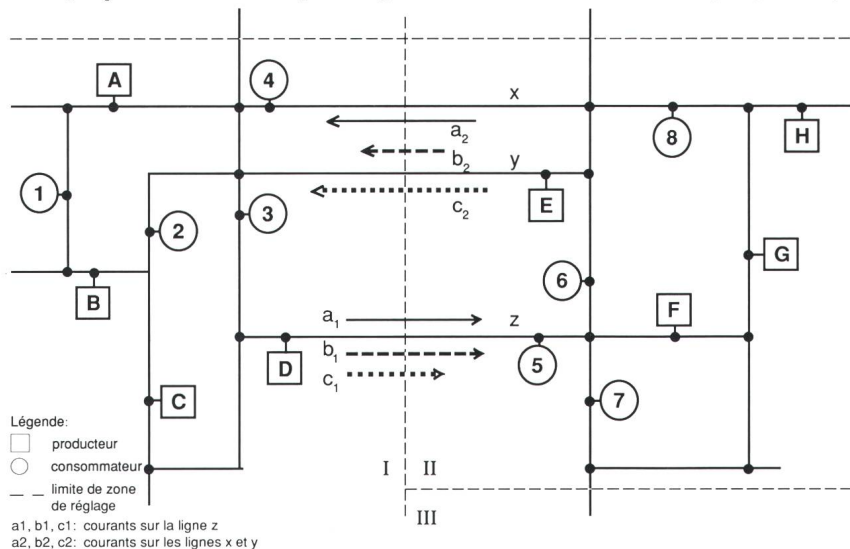 A
4
x
a2
b2
8
H
1
y
c2
E
2
3
G
B
6
F
a1
z
b1
c1
D
5
C
7
Légende:
producteur
consommateur
limite de zone
de réglage
I II
III
a1, b1, c1: courants sur la ligne z
a2, b2, c2: courants sur les lignes x et y